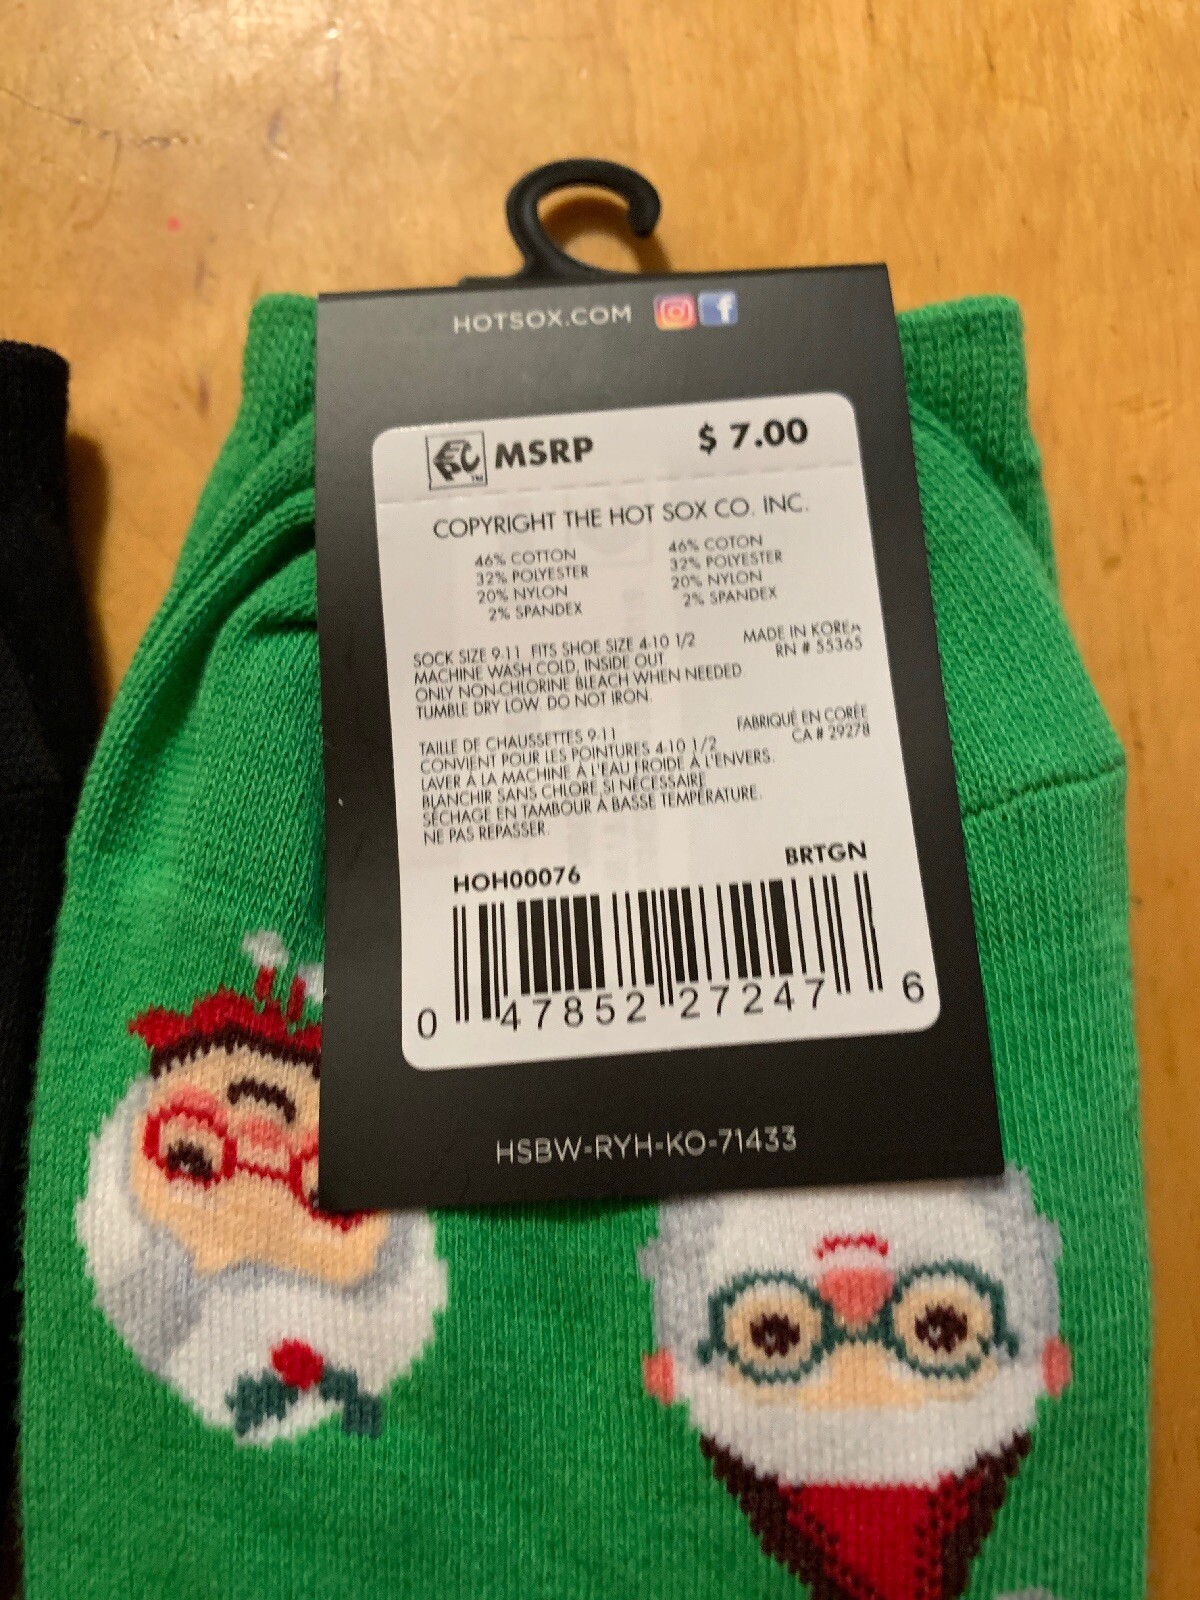 HOTSOX.COM
MSRP $ 7.00
COPYRIGHT THE HOT SOX CO. INC.
46% COTTON 46% COTON
32% POLYESTER 32% POLYESTER
20% NYLON 20% NYLON
2% SPANDEX 2% SPANDEX
SOCK SIZE 9-11 FITS SHOE SIZE 4-10 1/2 MADE IN KOREA
MACHINE WASH COLD, INSIDE OUT RN # 55365
ONLY NON-CHLORINE BLEACH WHEN NEEDED
TUMBLE DRY LOW. DO NOT IRON.
TAILLE DE CHAUSSETTES 9-11 FABRIQUÉ EN CORÉE
CONVIENT POUR LES POINTURES 4-10 1/2 CA # 29278
LAVER À LA MACHINE À L'EAU FROIDE À L'ENVERS.
BLANCHIR SANS CHLORE SI NÉCESSAIRE
SÉCHAGE EN TAMBOUR À BASSE TEMPÉRATURE.
NE PAS REPASSER.
HOH00076 BRTGN
0 47852 27247 6
HSBW-RYH-KO-71433